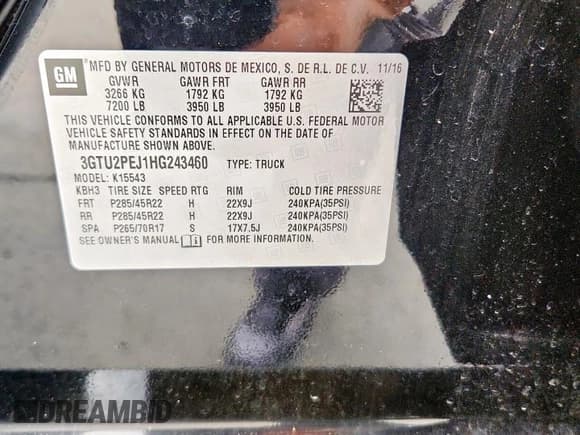 GM
MFD BY GENERAL MOTORS DE MEXICO, S. DE R.L. DE C.V. 11/16
GVWR GAWR FRT GAWR RR
3266 KG 1792 KG 1792 KG
7200 LB 3950 LB 3950 LB
THIS VEHICLE CONFORMS TO ALL APPLICABLE U.S. FEDERAL MOTOR
VEHICLE SAFETY STANDARDS IN EFFECT ON THE DATE OF
MANUFACTURE SHOWN ABOVE.
3GTU2PEJ1HG243460 TYPE: TRUCK
MODEL: K15543
KBH3 TIRE SIZE SPEED RTG RIM COLD TIRE PRESSURE
FRT P285/45R22 H 22X9J 240KPA(35PSI)
RR P285/45R22 H 22X9J 240KPA(35PSI)
SPA P265/70R17 S 17X7.5J 240KPA(35PSI)
SEE OWNER'S MANUAL FOR MORE INFORMATION
DREAMBID